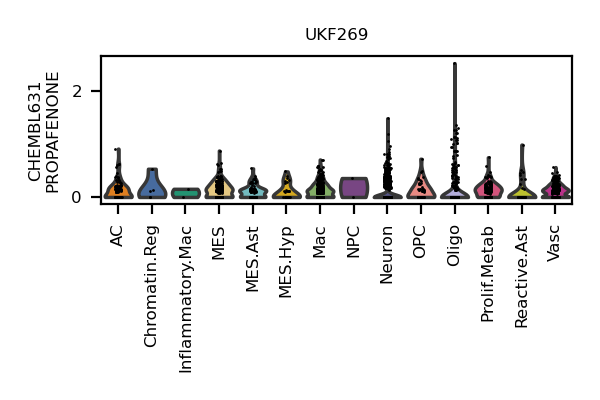 UKF269
CHEMBL631
PROPAFENONE
2
0
AC
Chromatin.Reg
Inflammatory.Mac
MES
MES.Ast
MES.Hyp
Mac
NPC
Neuron
OPC
Oligo
Prolif.Metab
Reactive.Ast
Vasc